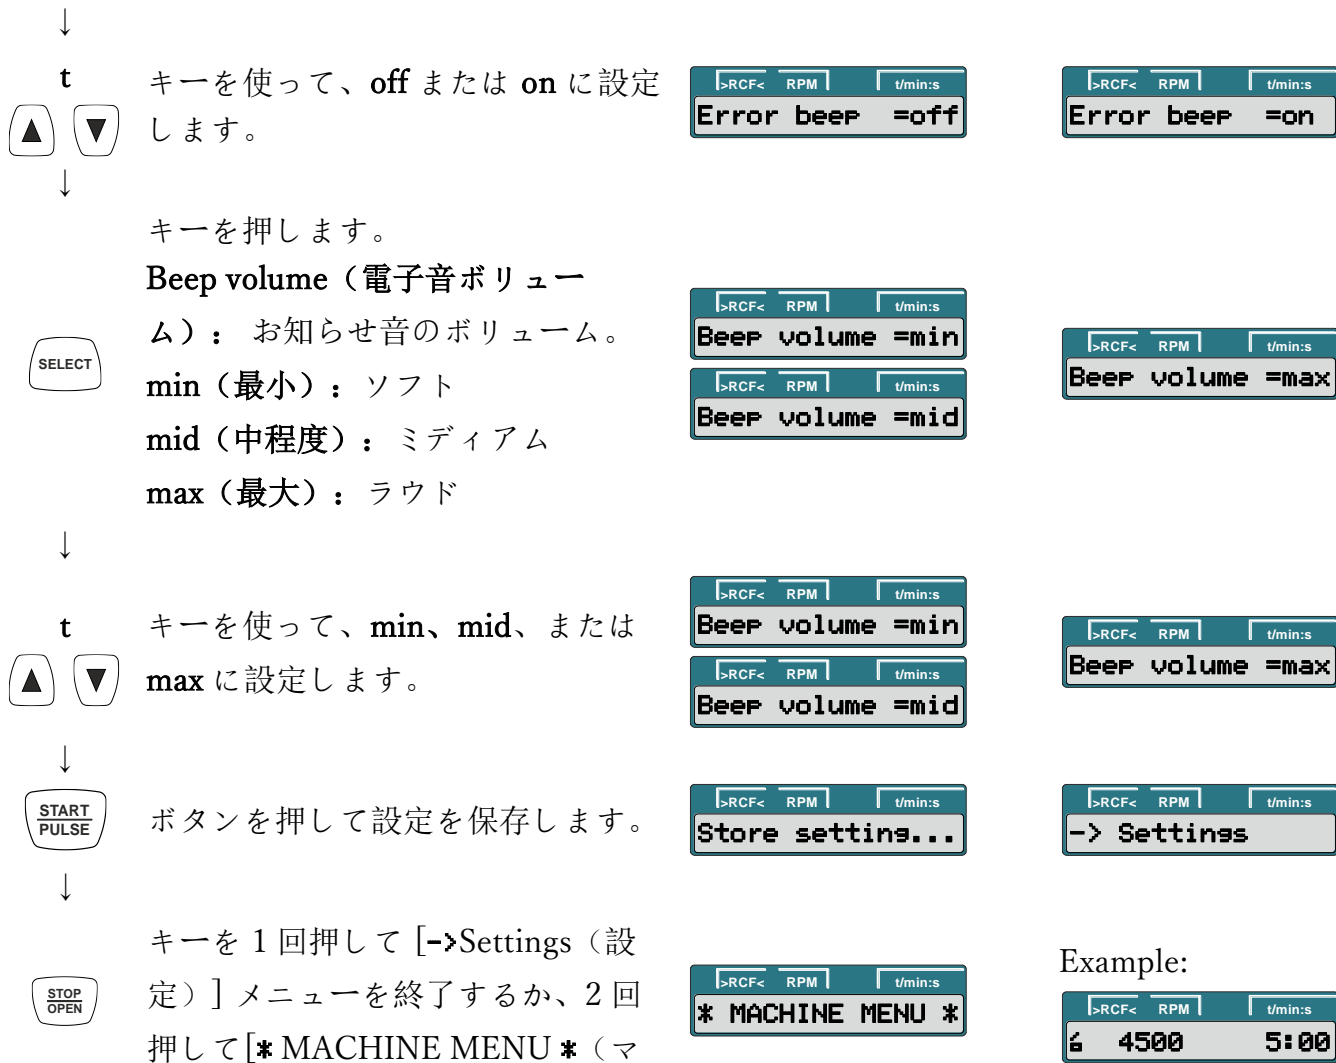 ↓
t キーを使って、off または on に設定
▲ ▼ します。
>RCF< RPM t/min:s
Error beep =off
>RCF< RPM t/min:s
Error beep =on
↓
キーを押します。
Beep volume（電子音ボリュー
ム）： お知らせ音のボリューム。
SELECT
min（最小）：ソフト
mid（中程度）：ミディアム
max（最大）：ラウド
>RCF< RPM t/min:s
Beep volume =min
>RCF< RPM t/min:s
Beep volume =mid
>RCF< RPM t/min:s
Beep volume =max
↓
t キーを使って、min、mid、または
▲ ▼ max に設定します。
>RCF< RPM t/min:s
Beep volume =min
>RCF< RPM t/min:s
Beep volume =mid
>RCF< RPM t/min:s
Beep volume =max
↓
START
PULSE
ボタンを押して設定を保存します。
>RCF< RPM t/min:s
Store setting...
>RCF< RPM t/min:s
-> Settings
↓
キーを 1 回押して [->Settings（設
STOP
OPEN
定）] メニューを終了するか、2 回
押して[* MACHINE MENU *（マ
>RCF< RPM t/min:s
* MACHINE MENU *
Example:
>RCF< RPM t/min:s
4500 5:00